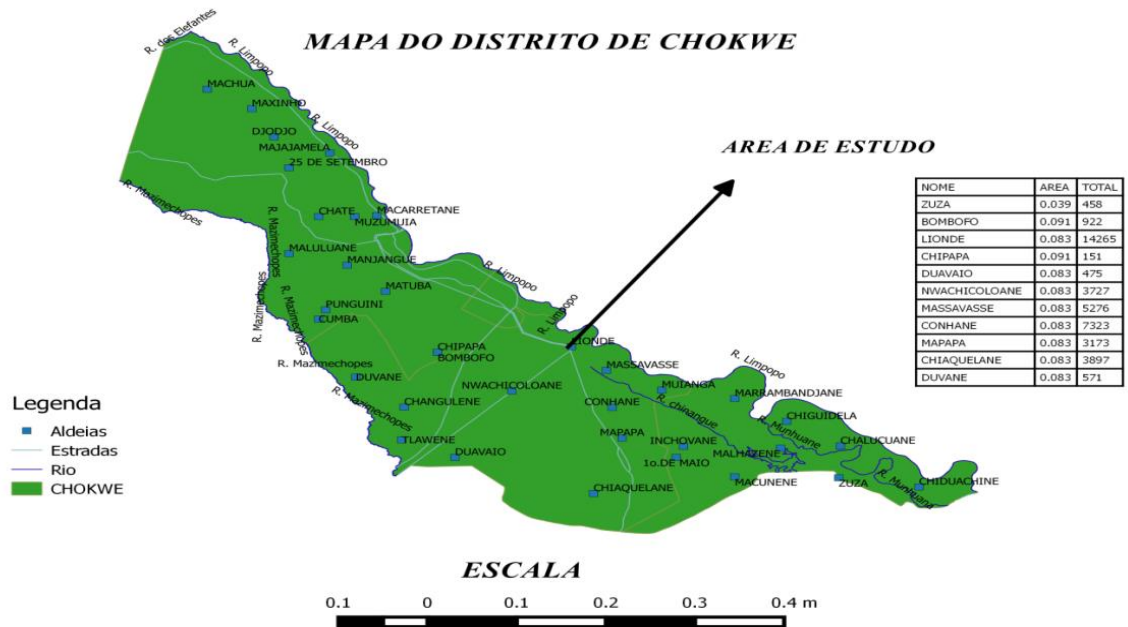 MAPA DO DISTRITO DE CHOKWE
R. dos Elefantes
R. Limpopo
MACHUA
MAXINHO
R. Limpopo
DJODJO
MAJAJAMELA
25 DE SETEMBRO
AREA DE ESTUDO
R. Mazimechopes
R. Mazimechopes
CHATE
MACARRETANE
MUZUMUIA
MALULUANE
MANJANGUE
R. Limpopo
R. Mazimechopes
R. Mazimechopes
MATUBA
PUNGUINI
CUMBA
R. Limpopo
LIONDE
CHIPAPA
BOMBOFO
R. Mazimechopes
MASSAVASSE
R. Limpopo
DUVANE
NWACHICOLOANE
MUIANGA
MARRAMBANDJANE
R. Mazimechopes
CHANGULENE
CONHANE
R. chinangue
CHIGUIDELA
R. Munhuane
TLAWENE
MAPAPA
INCHOVANE
CHALUCUANE
DUAVAIO
1o.DE MAIO
MALHAZENE
MACUNENE
ZUZA
R. Munhuana
CHIDUACHINE
CHIAQUELANE
NOME AREA TOTAL
ZUZA 0.039 458
BOMBOFO 0.091 922
LIONDE 0.083 14265
CHIPAPA 0.091 151
DUAVAIO 0.083 475
NWACHICOLOANE 0.083 3727
MASSAVASSE 0.083 5276
CONHANE 0.083 7323
MAPAPA 0.083 3173
CHIAQUELANE 0.083 3897
DUVANE 0.083 571
Legenda
Aldeias
Estradas
Rio
CHOKWE
ESCALA
0.1 0 0.1 0.2 0.3 0.4 m